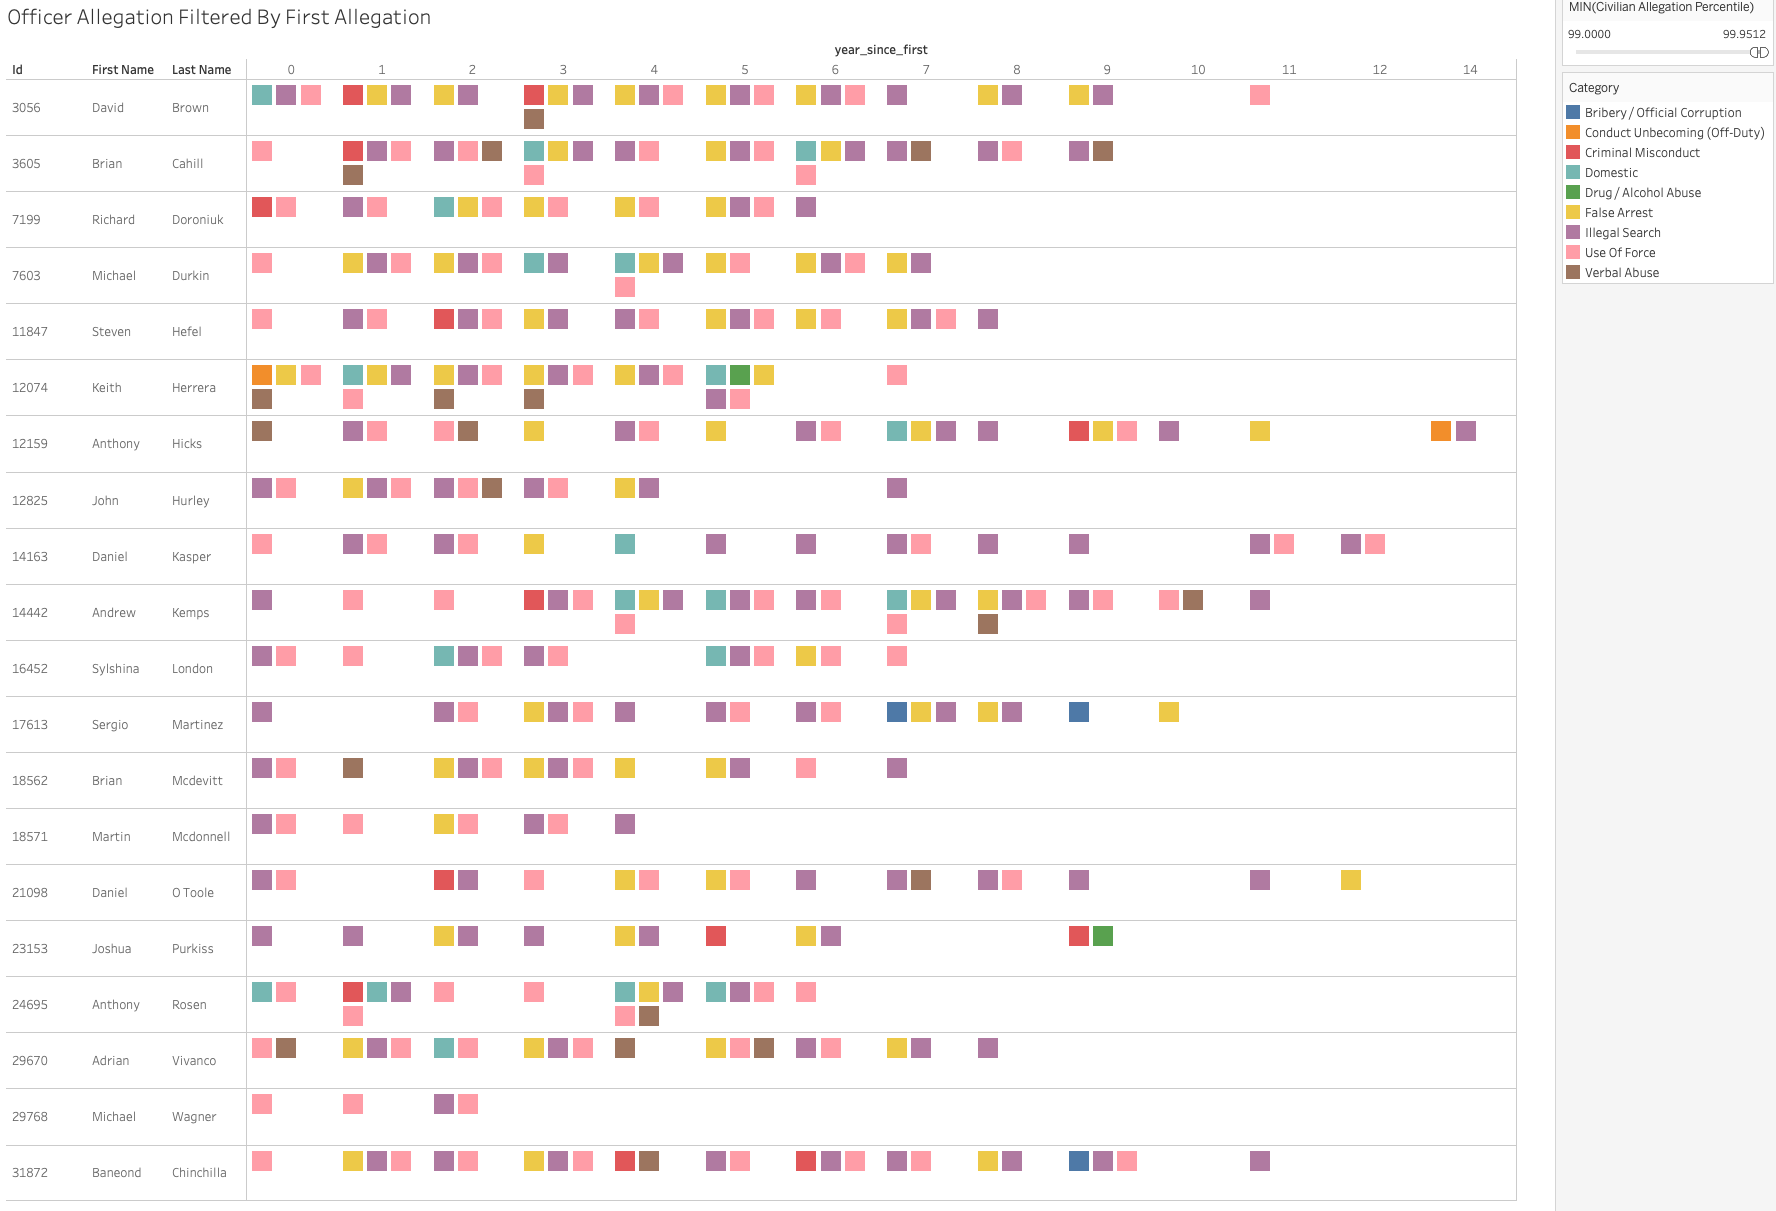 Officer Allegation Filtered By First Allegation
year_since_first
Id First Name Last Name 0 1 2 3 4 5 6 7 8 9 10 11 12 14
3056 David Brown
3605 Brian Cahill
7199 Richard Doroniuk
7603 Michael Durkin
11847 Steven Hefel
12074 Keith Herrera
12159 Anthony Hicks
12825 John Hurley
14163 Daniel Kasper
14442 Andrew Kemps
16452 Sylshina London
17613 Sergio Martinez
18562 Brian Mcdevitt
18571 Martin Mcdonnell
21098 Daniel O Toole
23153 Joshua Purkiss
24695 Anthony Rosen
29670 Adrian Vivanco
29768 Michael Wagner
31872 Baneond Chinchilla
MIN(Civilian Allegation Percentile)
99.0000 99.9512
Category
Bribery / Official Corruption
Conduct Unbecoming (Off-Duty)
Criminal Misconduct
Domestic
Drug / Alcohol Abuse
False Arrest
Illegal Search
Use Of Force
Verbal Abuse